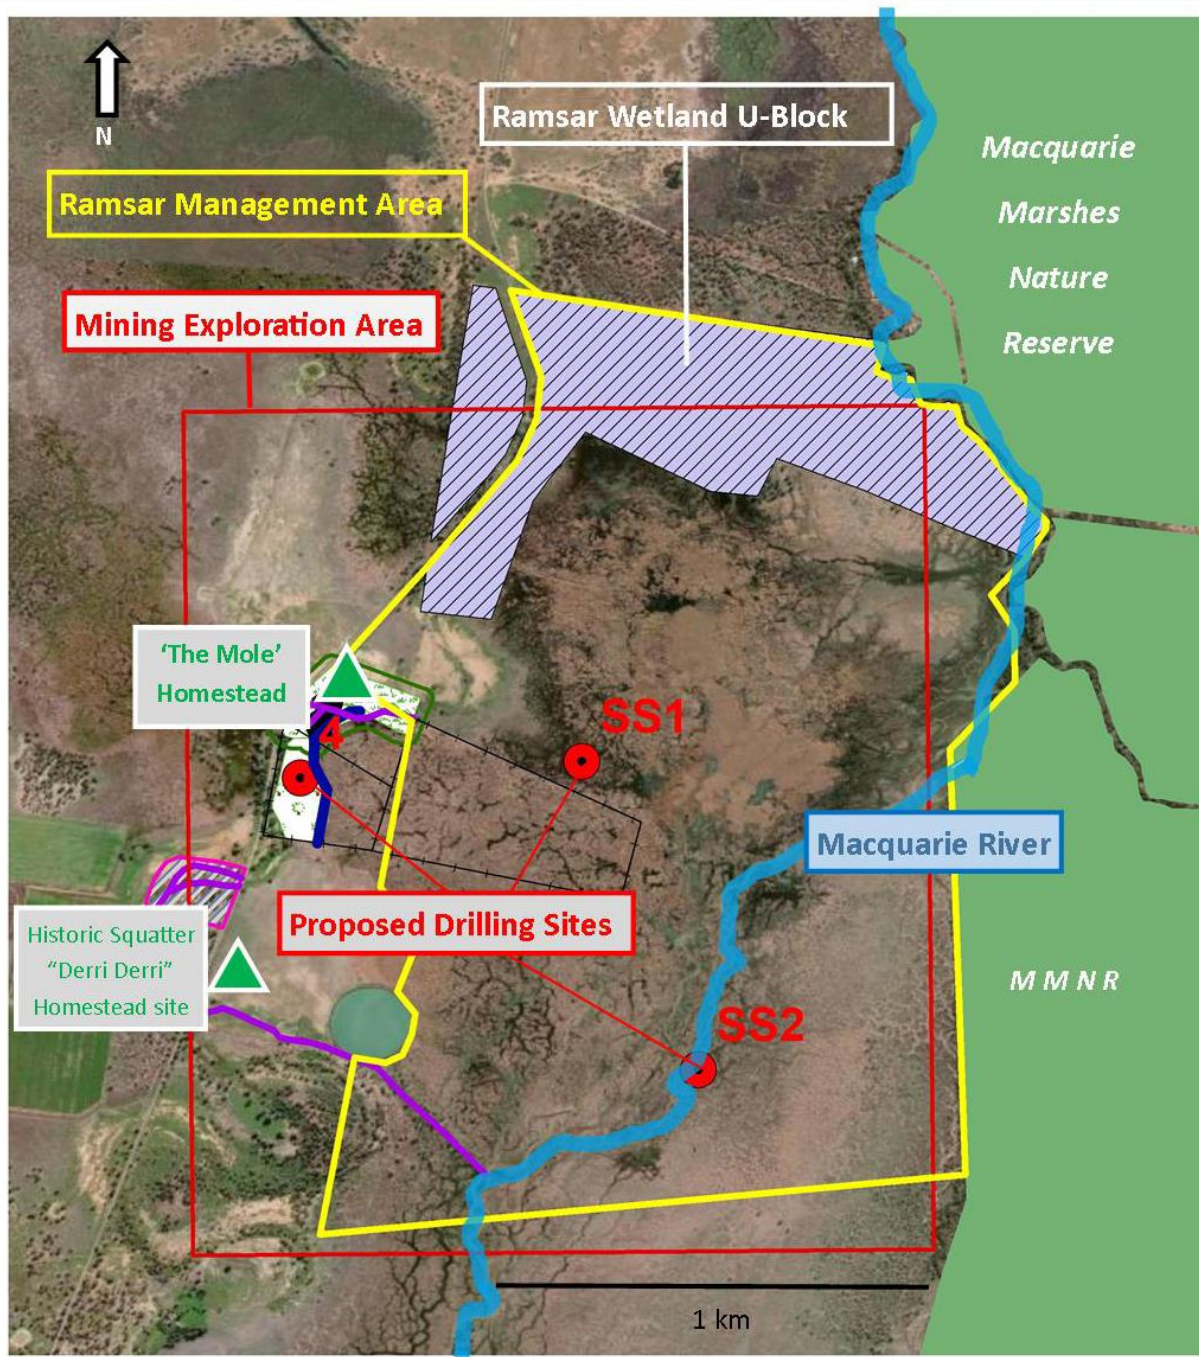 N
Ramsar Wetland U-Block
Ramsar Management Area
Mining Exploration Area
Macquarie
Marshes
Nature
Reserve
‘The Mole’
Homestead
4
SS1
Macquarie River
Proposed Drilling Sites
Historic Squatter
“Derri Derri”
Homestead site
M M N R
SS2
1 km